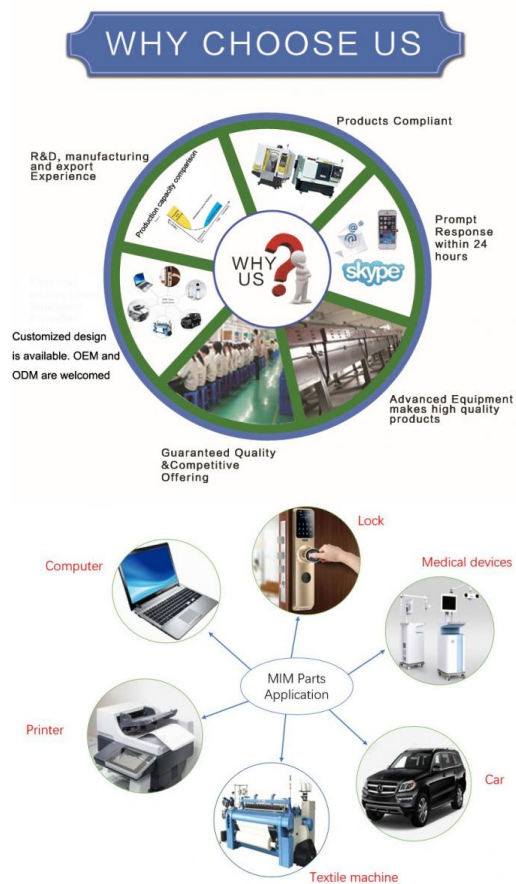 WHY CHOOSE US
Products Compliant
R&D, manufacturing
and export
Experience
Production capacity comparison
Prompt
Response
within 24
hours
skype
WHY
US
Customized design
is available. OEM and
ODM are welcomed
Advanced Equipment
makes high quality
products
Guaranteed Quality
&Competitive
Offering
Lock
Computer
Medical devices
MIM Parts
Application
Printer
Car
Textile machine